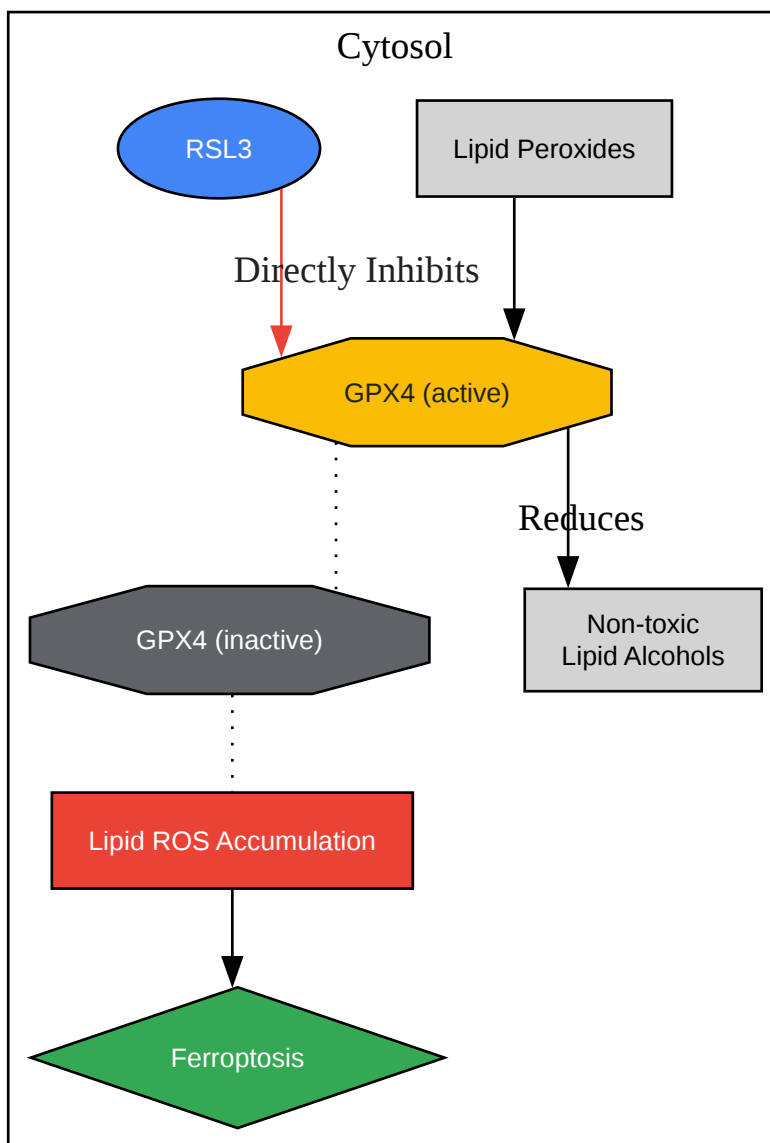 Cytosol
RSL3
Lipid Peroxides
Directly Inhibits
GPX4 (active)
Reduces
GPX4 (inactive)
Non-toxic
Lipid Alcohols
Lipid ROS Accumulation
Ferroptosis